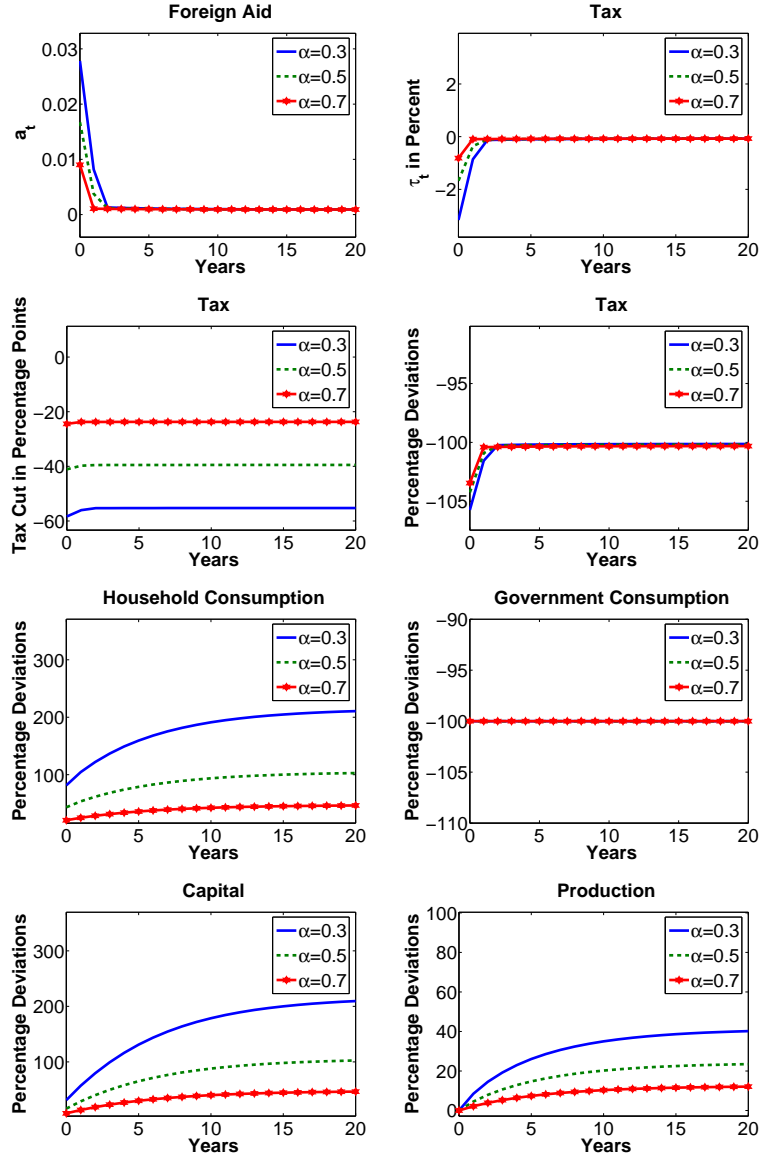 Foreign Aid
a_t
0.03
0.02
0.01
0
0 5 10 15 20
Years
α=0.3
α=0.5
α=0.7
Tax
τ_t in Percent
2
0
−2
0 5 10 15 20
Years
α=0.3
α=0.5
α=0.7
Tax
Tax Cut in Percentage Points
0
−20
−40
−60
0 5 10 15 20
Years
α=0.3
α=0.5
α=0.7
Tax
Percentage Deviations
−95
−100
−105
0 5 10 15 20
Years
α=0.3
α=0.5
α=0.7
Household Consumption
Percentage Deviations
300
200
100
0 5 10 15 20
Years
α=0.3
α=0.5
α=0.7
Government Consumption
Percentage Deviations
−90
−95
−100
−105
−110
0 5 10 15 20
Years
α=0.3
α=0.5
α=0.7
Capital
Percentage Deviations
300
200
100
0 5 10 15 20
Years
α=0.3
α=0.5
α=0.7
Production
Percentage Deviations
100
80
60
40
20
0
0 5 10 15 20
Years
α=0.3
α=0.5
α=0.7